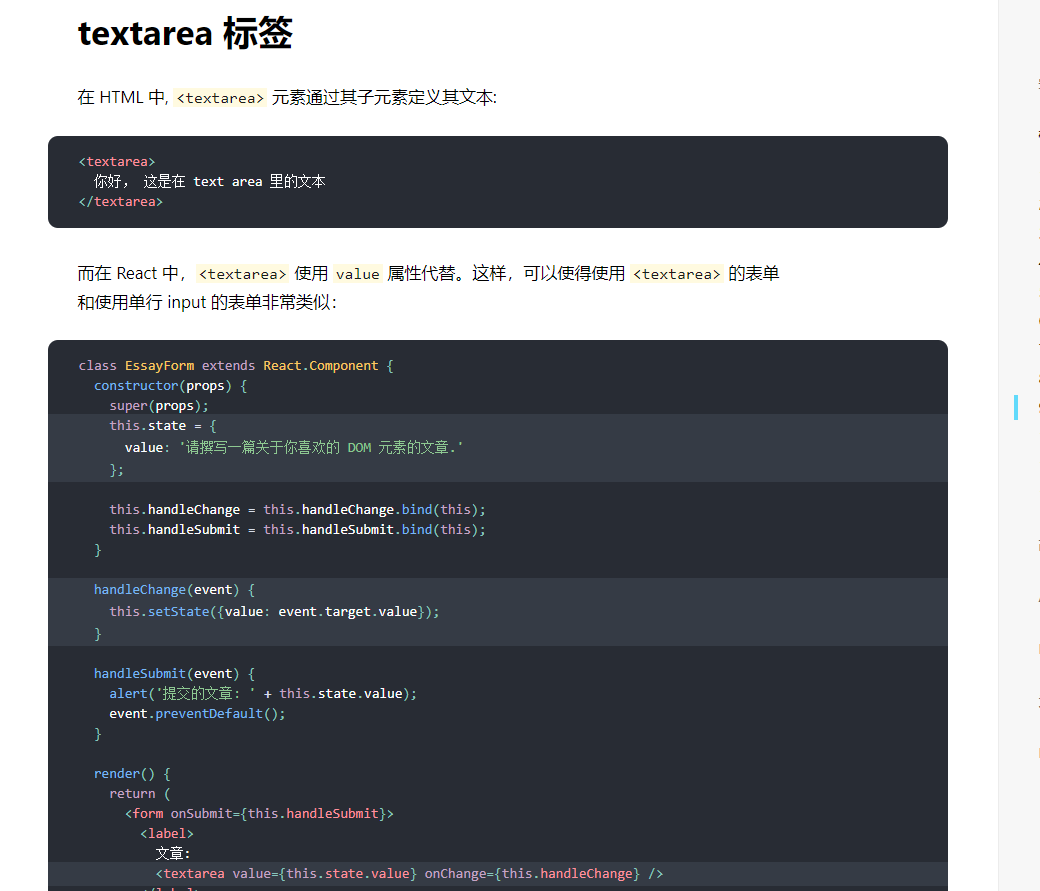 textarea 标签
在 HTML 中, <textarea> 元素通过其子元素定义其文本:
<textarea>
你好， 这是在 text area 里的文本
</textarea>
而在 React 中，<textarea> 使用 value 属性代替。这样，可以使得使用 <textarea> 的表单
和使用单行 input 的表单非常类似：
class EssayForm extends React.Component {
constructor(props) {
super(props);
this.state = {
value: '请撰写一篇关于你喜欢的 DOM 元素的文章.'
};
this.handleChange = this.handleChange.bind(this);
this.handleSubmit = this.handleSubmit.bind(this);
}
handleChange(event) {
this.setState({value: event.target.value});
}
handleSubmit(event) {
alert('提交的文章: ' + this.state.value);
event.preventDefault();
}
render() {
return (
<form onSubmit={this.handleSubmit}>
<label>
文章:
<textarea value={this.state.value} onChange={this.handleChange} />